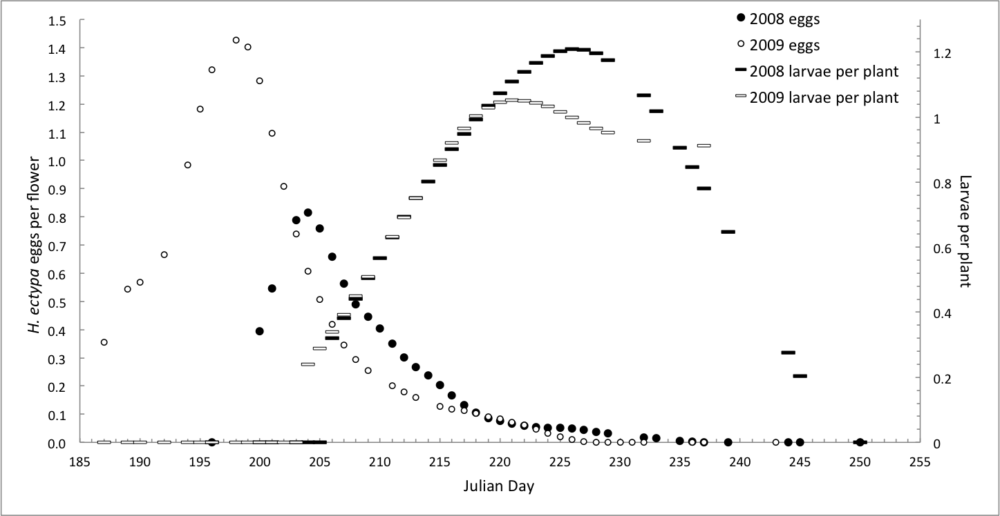 1.5
1.4
1.3
1.2
1.1
1.0
0.9
0.8
0.7
0.6
0.5
0.4
0.3
0.2
0.1
0.0
H. ectypa eggs per flower
2008 eggs
2009 eggs
2008 larvae per plant
2009 larvae per plant
1.2
1
0.8
0.6
0.4
0.2
0
Larvae per plant
185 190 195 200 205 210 215 220 225 230 235 240 245 250 255
Julian Day